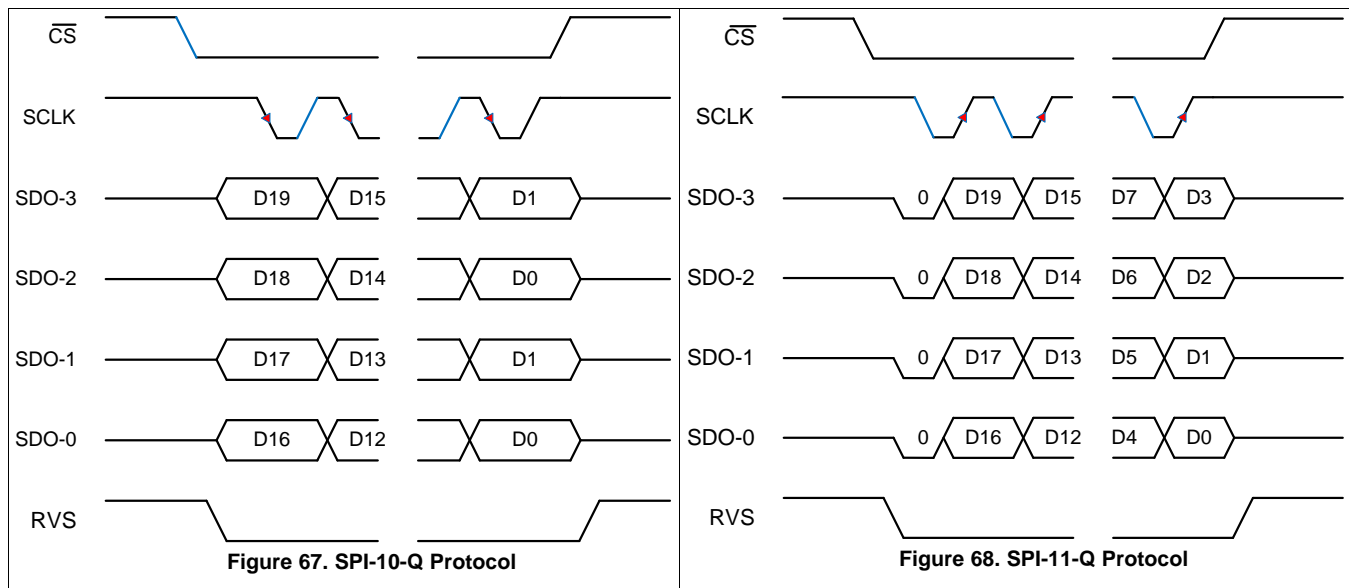 CS
SCLK
SDO-3 D19 D15 D1
SDO-2 D18 D14 D0
SDO-1 D17 D13 D1
SDO-0 D16 D12 D0
RVS
Figure 67. SPI-10-Q Protocol
CS
SCLK
SDO-3 0 D19 D15 D7 D3
SDO-2 0 D18 D14 D6 D2
SDO-1 0 D17 D13 D5 D1
SDO-0 0 D16 D12 D4 D0
RVS
Figure 68. SPI-11-Q Protocol